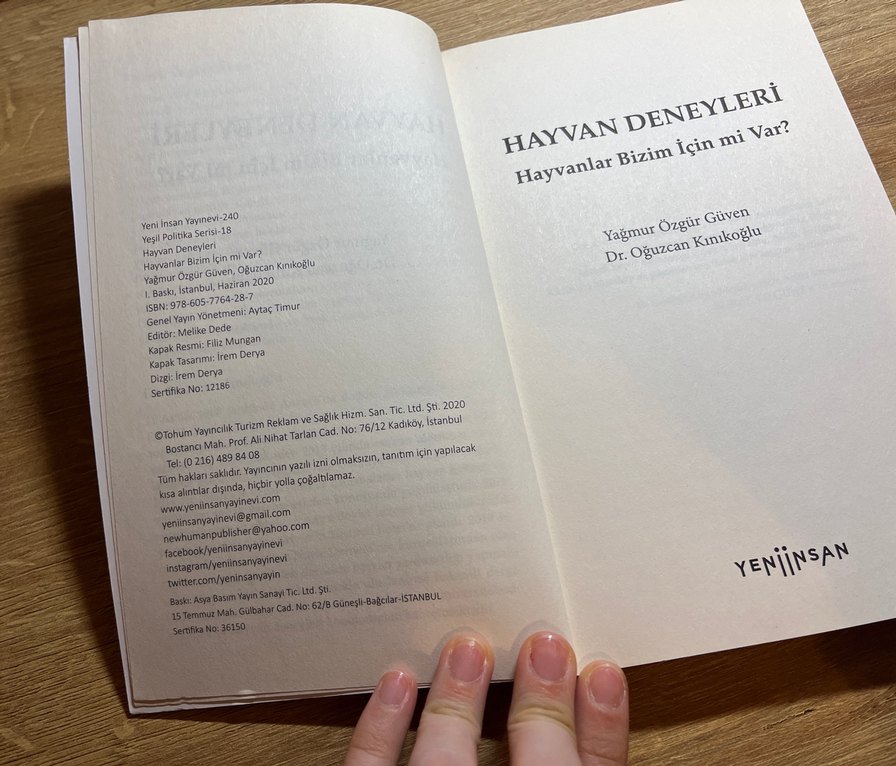 Yeni İnsan Yayınevi-240
Yeşil Politika Serisi-18
Hayvan Deneyleri
Hayvanlar Bizim İçin mi Var?
Yağmur Özgür Güven, Oğuzcan Kınıkoğlu
I. Baskı, İstanbul, Haziran 2020
ISBN: 978-605-7764-28-7
Genel Yayın Yönetmeni: Aytaç Timur
Editör: Melike Dede
Kapak Resmi: Filiz Mungan
Kapak Tasarımı: İrem Derya
Dizgi: İrem Derya
Sertifika No: 12186
©Tohum Yayıncılık Turizm Reklam ve Sağlık Hizm. San. Tic. Ltd. Şti. 2020
Bostancı Mah. Prof. Ali Nihat Tarlan Cad. No: 76/12 Kadıköy, İstanbul
Tel: (0 216) 489 84 08
Tüm hakları saklıdır. Yayıncının yazılı izni olmaksızın, tanıtım için yapılacak
kısa alıntılar dışında, hiçbir yolla çoğaltılamaz.
www.yeniinsanyayinevi.com
yeniinsanyayinevi@gmail.com
newhumanpublisher@yahoo.com
facebook/yeniinsanyayinevi
instagram/yeniinsanyayinevi
twitter.com/yeninsanyayin
Baskı: Asya Basım Yayın Sanayi Tic. Ltd. Şti.
15 Temmuz Mah. Gülbahar Cad. No: 62/B Güneşli-Bağcılar-İSTANBUL
Sertifika No: 36150
HAYVAN DENEYLERİ
Hayvanlar Bizim İçin mi Var?
Yağmur Özgür Güven
Dr. Oğuzcan Kınıkoğlu
YENİİNSAN